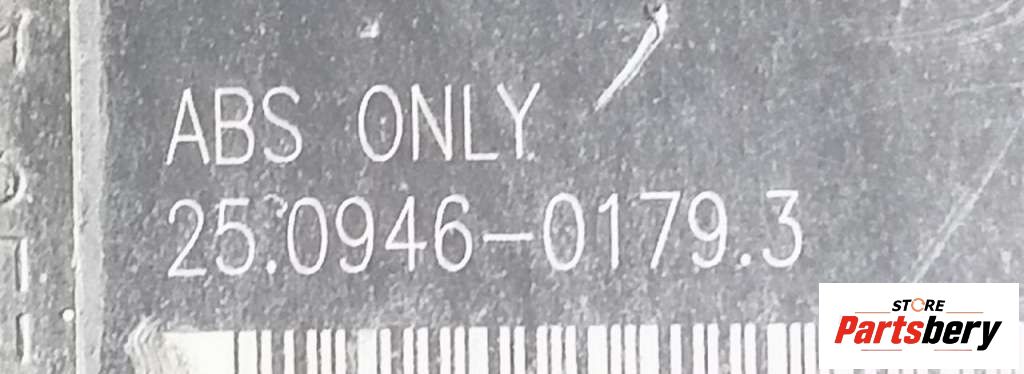 ABS ONLY
25.0946-0179.3
STORE
Partsbery